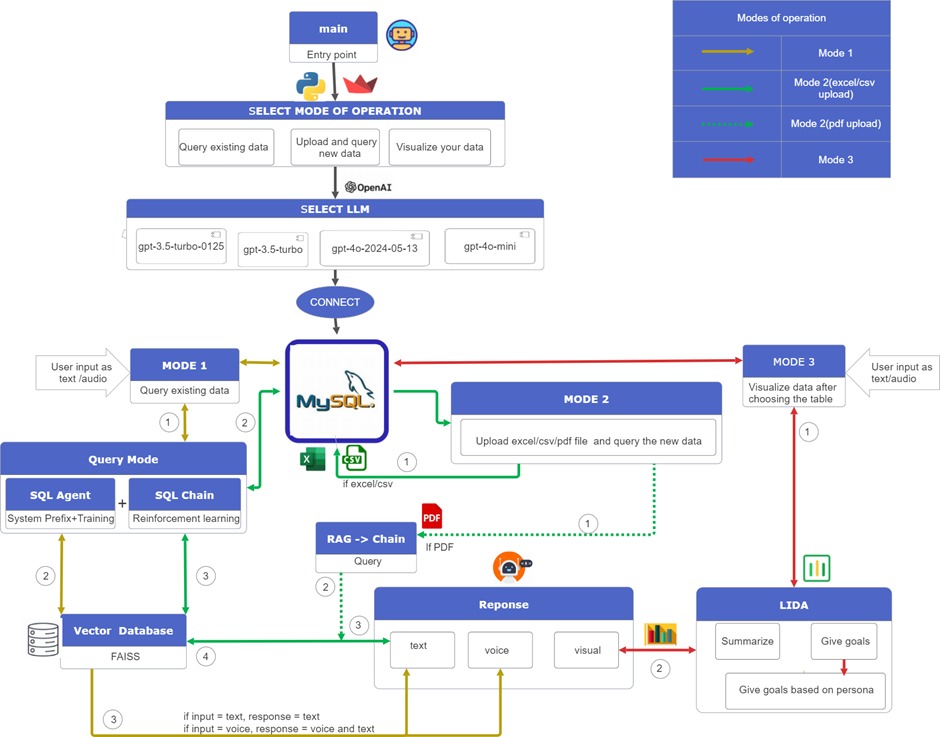 main
Entry point
SELECT MODE OF OPERATION
Query existing data
Upload and query
new data
Visualize your data
OpenAI
SELECT LLM
gpt-3.5-turbo-0125
gpt-3.5-turbo
gpt-4o-2024-05-13
gpt-4o-mini
CONNECT
Modes of operation
Mode 1
Mode 2(excel/csv
upload)
Mode 2(pdf upload)
Mode 3
User input as
text /audio
MODE 1
Query existing data
1
2
MySQL.
X
CSV
1
if excel/csv
MODE 2
Upload excel/csv/pdf file and query the new data
MODE 3
Visualize data after
choosing the table
User input as
text/audio
1
Query Mode
SQL Agent
System Prefix+Training
+
SQL Chain
Reinforcement learning
2
3
PDF
If PDF
1
RAG -> Chain
Query
2
3
Vector Database
FAISS
4
Reponse
text
voice
visual
2
LIDA
Summarize
Give goals
Give goals based on persona
3
if input = text, response = text
if input = voice, response = voice and text